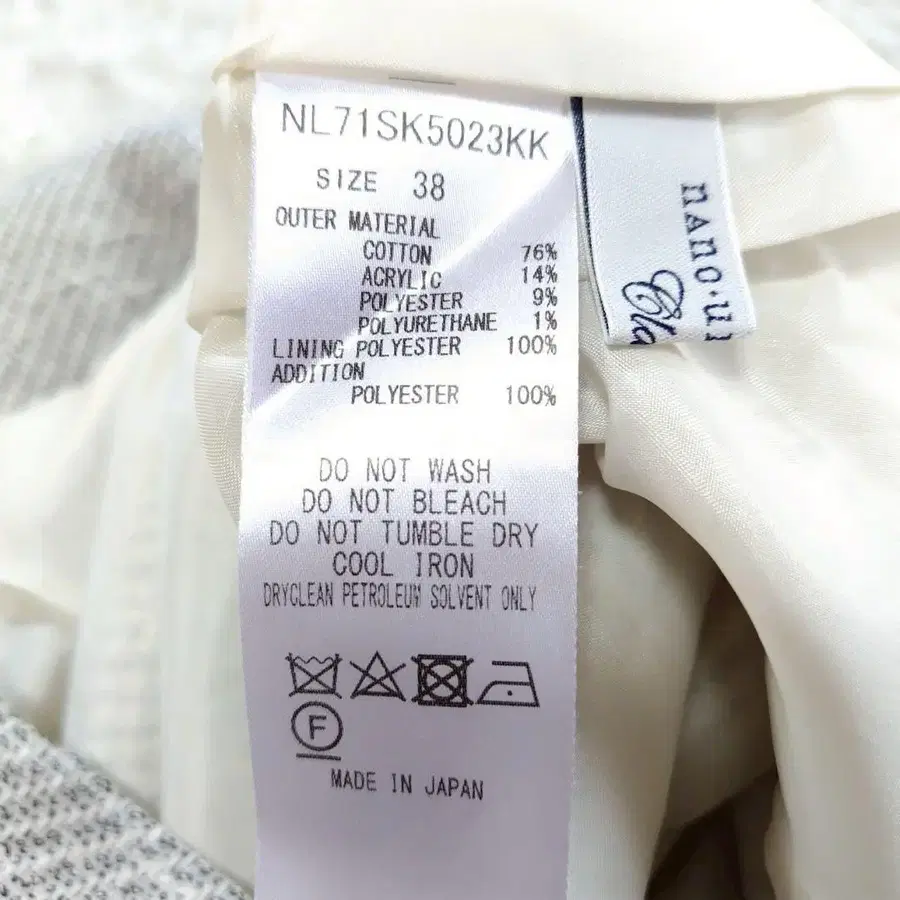 NL71SK5023KK
SIZE 38
OUTER MATERIAL
COTTON 76%
ACRYLIC 14%
POLYESTER 9%
POLYURETHANE 1%
LINING POLYESTER 100%
ADDITION
POLYESTER 100%
DO NOT WASH
DO NOT BLEACH
DO NOT TUMBLE DRY
COOL IRON
DRYCLEAN PETROLEUM SOLVENT ONLY
F
MADE IN JAPAN
nano·u